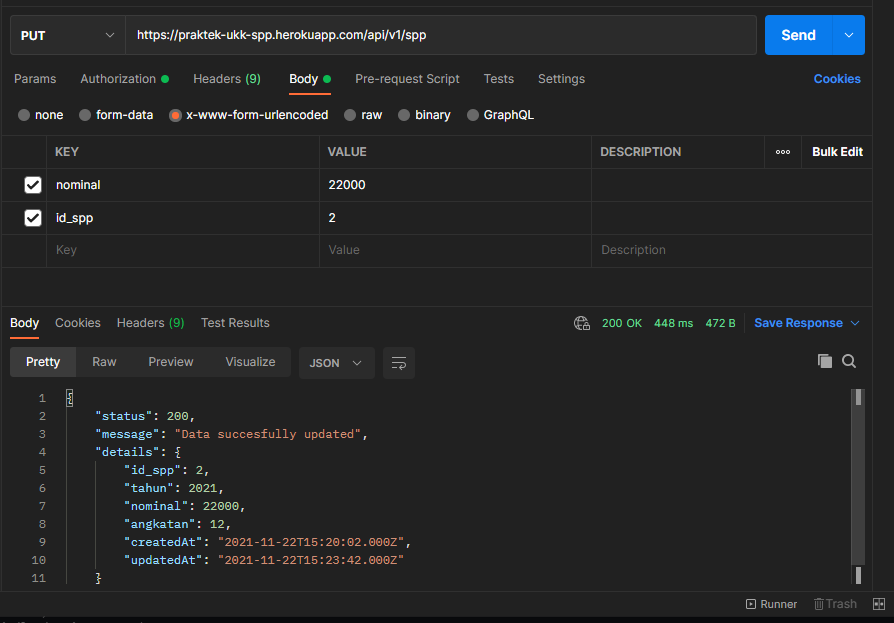 PUT https://praktek-ukk-spp.herokuapp.com/api/v1/spp Send
Params Authorization Headers (9) Body Pre-request Script Tests Settings Cookies
none form-data x-www-form-urlencoded raw binary GraphQL
KEY VALUE DESCRIPTION ooo Bulk Edit
nominal 22000
id_spp 2
Key Value Description
Body Cookies Headers (9) Test Results 200 OK 448 ms 472 B Save Response
Pretty Raw Preview Visualize JSON
1 {
2 "status": 200,
3 "message": "Data succesfully updated",
4 "details": {
5 "id_spp": 2,
6 "tahun": 2021,
7 "nominal": 22000,
8 "angkatan": 12,
9 "createdAt": "2021-11-22T15:20:02.000Z",
10 "updatedAt": "2021-11-22T15:23:42.000Z"
11 }
Runner Trash